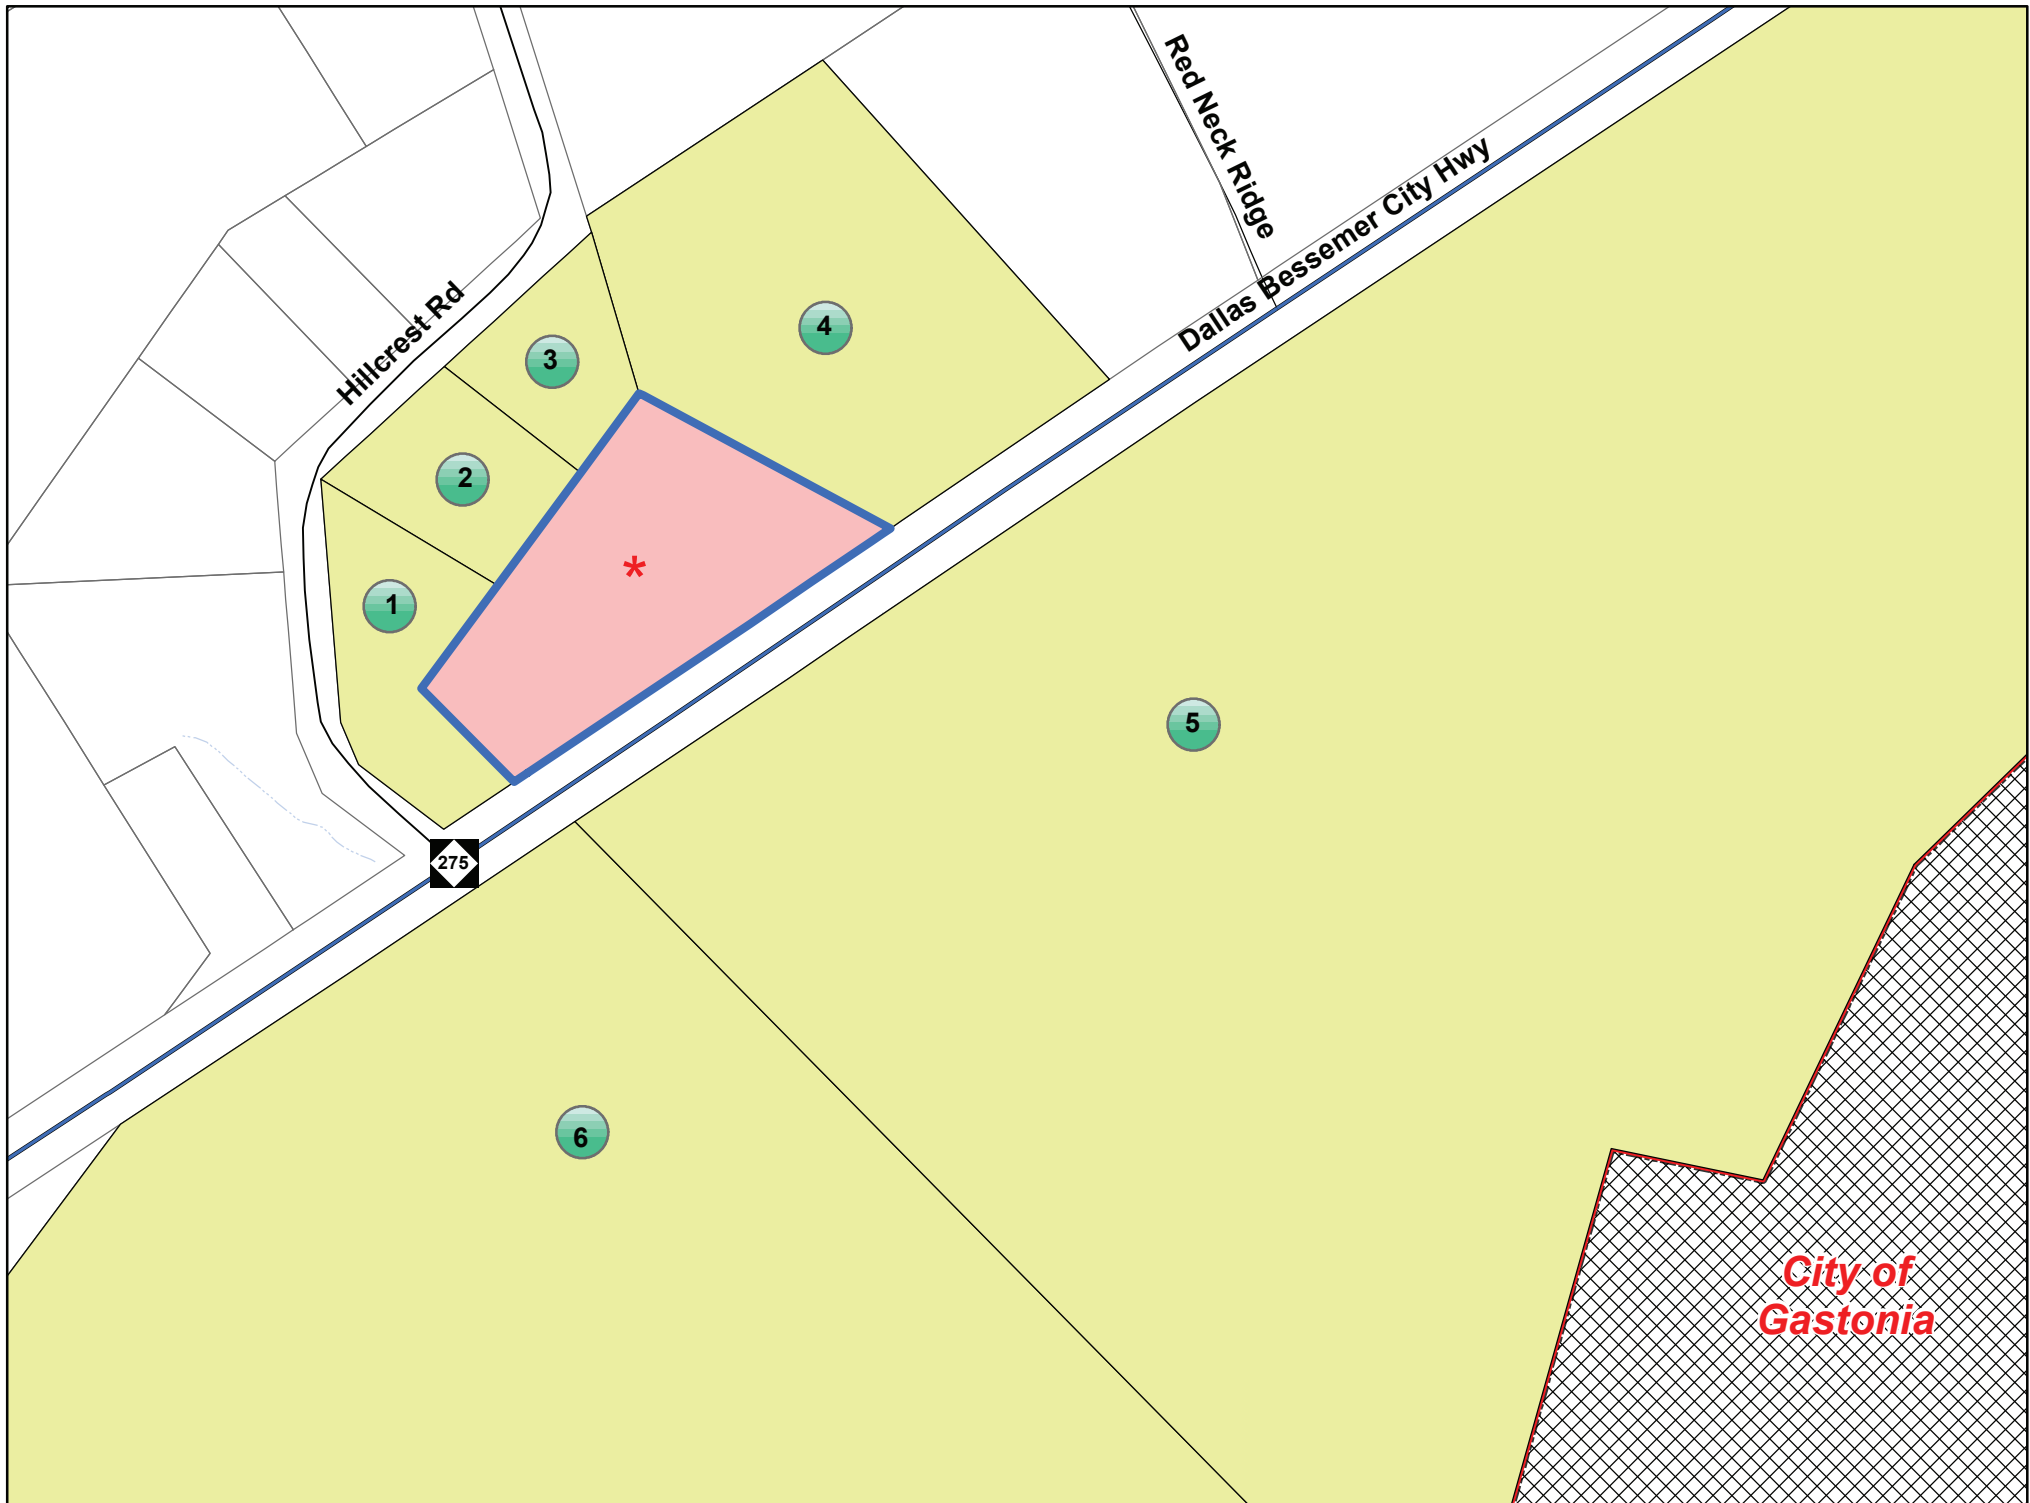 Red Neck Ridge
Dallas Bessemer City Hwy
Hillcrest Rd
4
3
2
*
1
5
275
6
City of
Gastonia